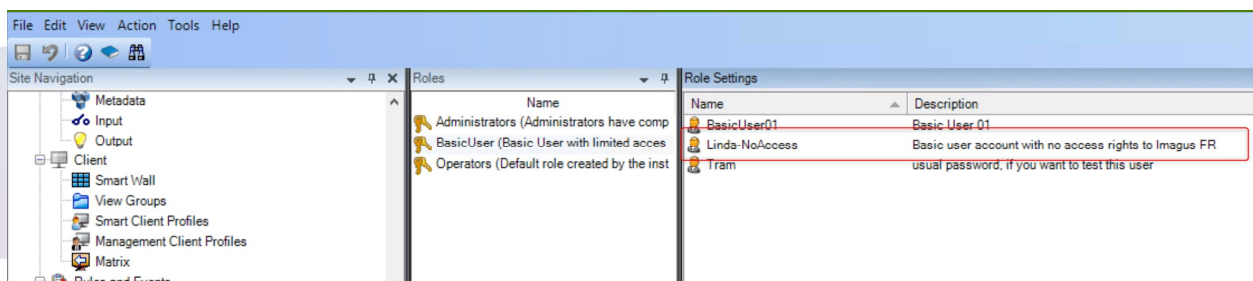 File Edit View Action Tools Help
Site Navigation
Metadata
Input
Output
Client
Smart Wall
View Groups
Smart Client Profiles
Management Client Profiles
Matrix
Rules and Events
Roles
Name
Administrators (Administrators have comp
BasicUser (Basic User with limited acces
Operators (Default role created by the inst
Role Settings
Name Description
BasicUser01 Basic User 01
Linda-NoAccess Basic user account with no access rights to Imagus FR
Tram usual password, if you want to test this user